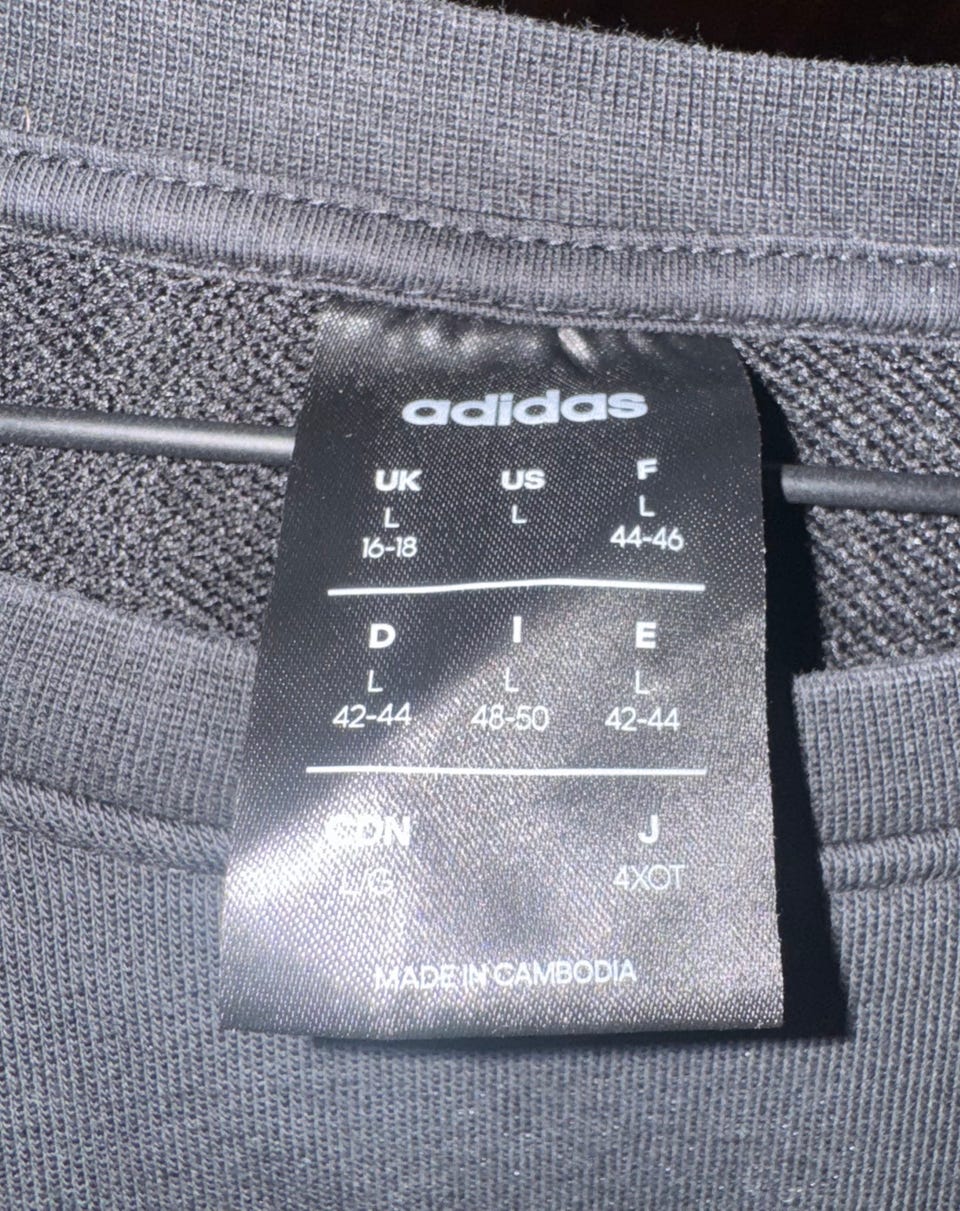 adidas
UK US F
L L L
16-18 44-46
D I E
L L L
42-44 48-50 42-44
CDN J
L/G 4XOT
MADE IN CAMBODIA